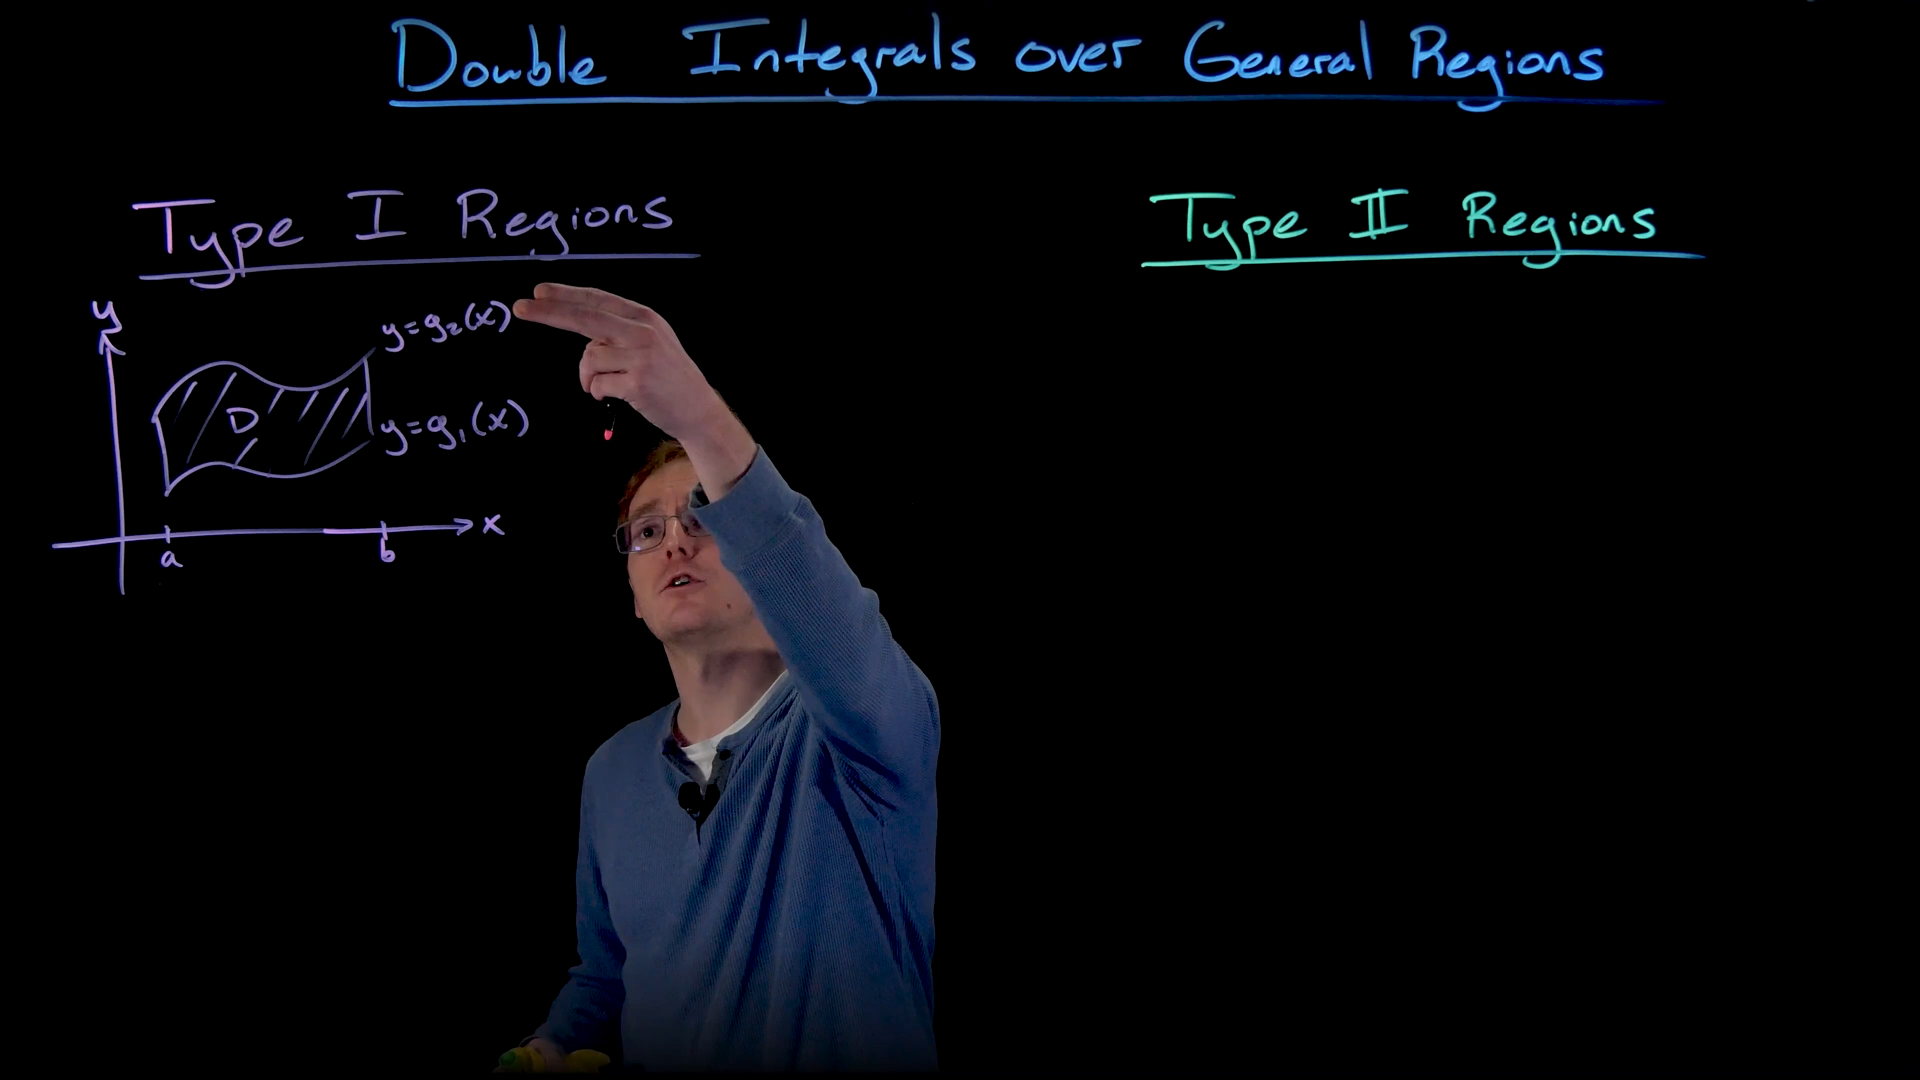 Double Integrals over General Regions
Type I Regions
Type II Regions
y
y=g₂(x)
D
y=g₁(x)
x
a
b